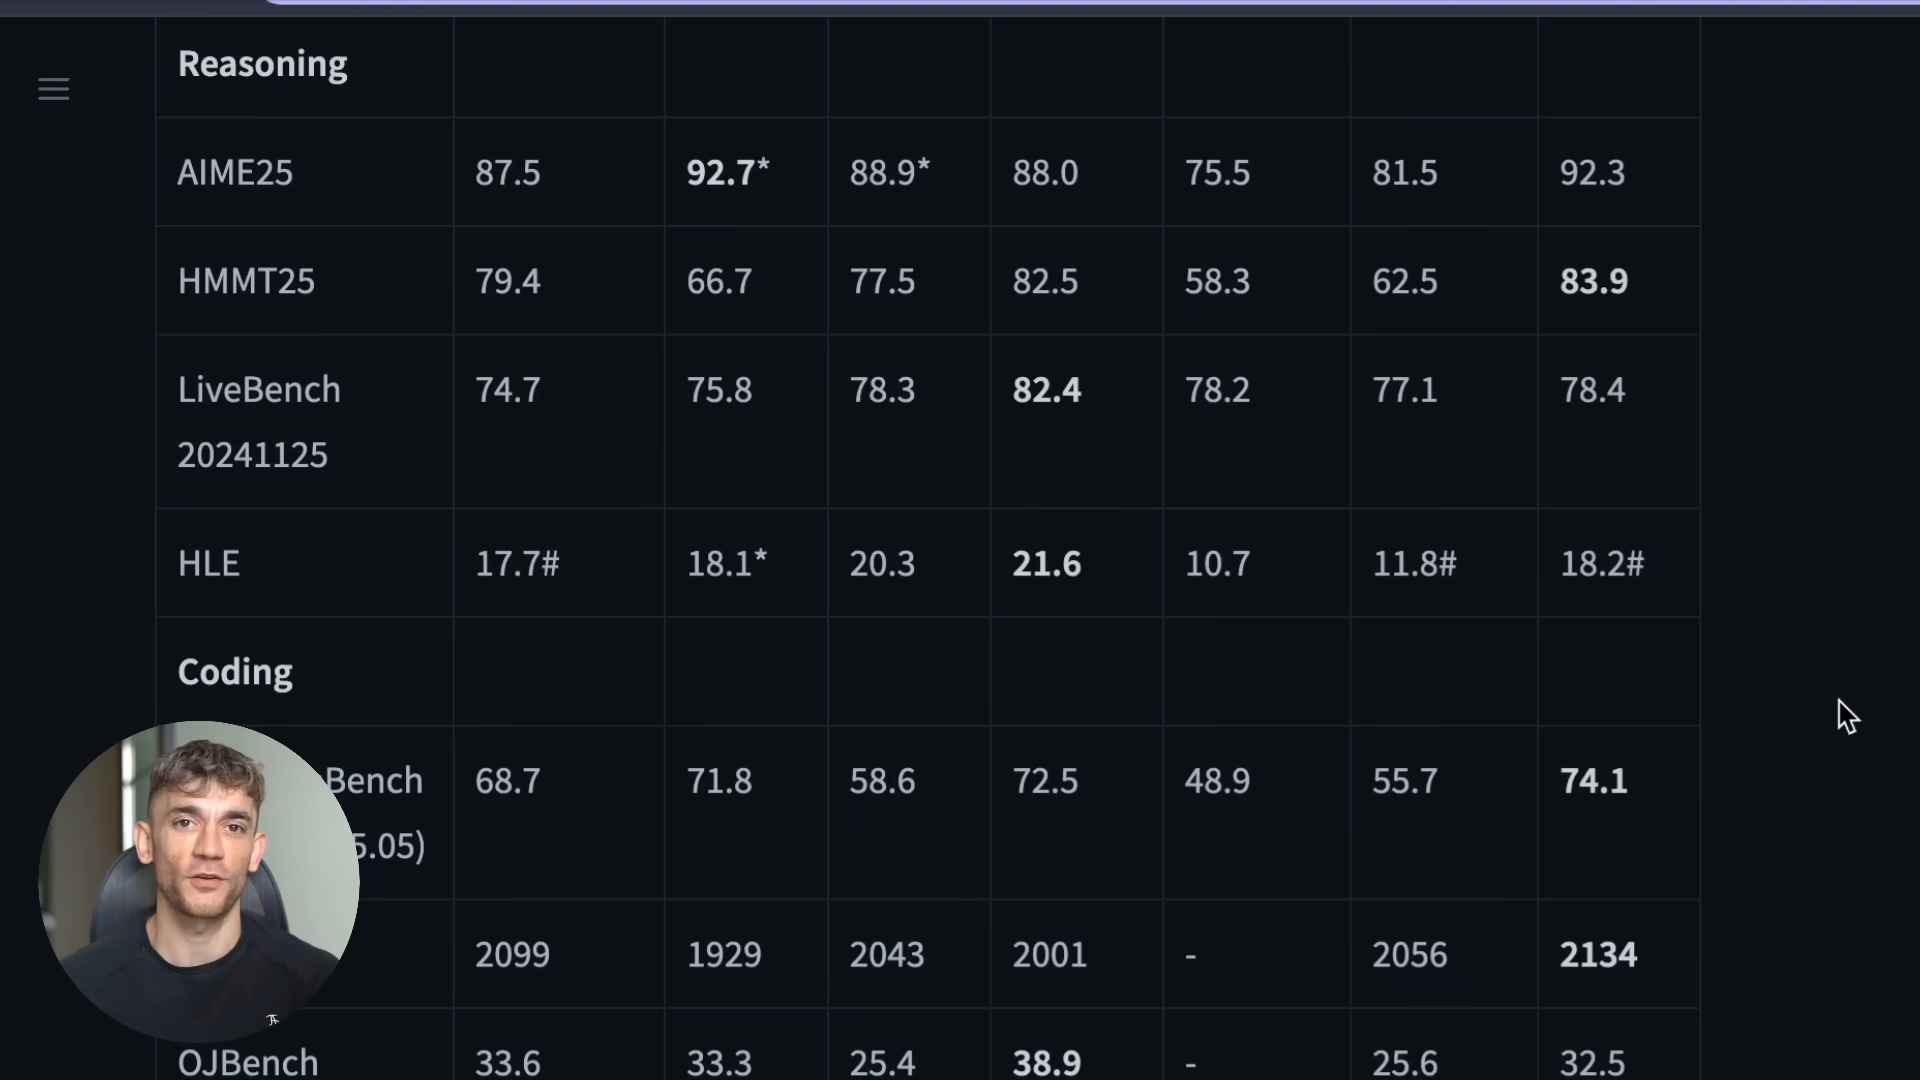 Reasoning
AIME25 87.5 92.7* 88.9* 88.0 75.5 81.5 92.3
HMMT25 79.4 66.7 77.5 82.5 58.3 62.5 83.9
LiveBench 74.7 75.8 78.3 82.4 78.2 77.1 78.4
20241125
HLE 17.7# 18.1* 20.3 21.6 10.7 11.8# 18.2#
Coding
Bench 68.7 71.8 58.6 72.5 48.9 55.7 74.1
5.05)
2099 1929 2043 2001 - 2056 2134
OJBench 33.6 33.3 25.4 38.9 - 25.6 32.5